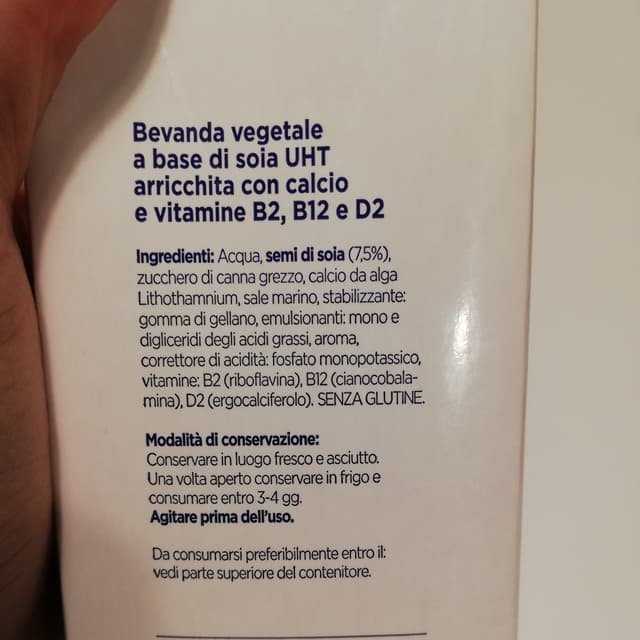 Bevanda vegetale
a base di soia UHT
arricchita con calcio
e vitamine B2, B12 e D2
Ingredienti: Acqua, semi di soia (7,5%),
zucchero di canna grezzo, calcio da alga
Lithothamnium, sale marino, stabilizzante:
gomma di gellano, emulsionanti: mono e
digliceridi degli acidi grassi, aroma,
correttore di acidità: fosfato monopotassico,
vitamine: B2 (riboflavina), B12 (cianocobala-
mina), D2 (ergocalciferolo). SENZA GLUTINE.
Modalità di conservazione:
Conservare in luogo fresco e asciutto.
Una volta aperto conservare in frigo e
consumare entro 3-4 gg.
Agitare prima dell'uso.
Da consumarsi preferibilmente entro il:
vedi parte superiore del contenitore.